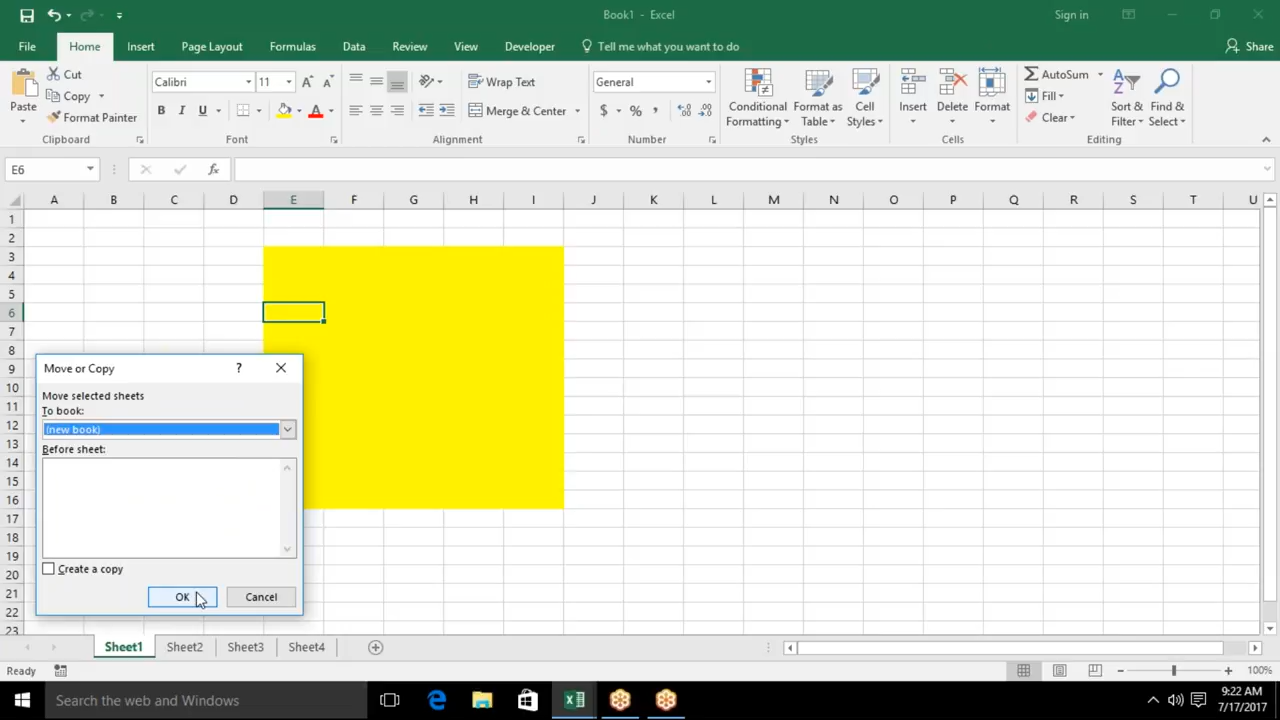 Book1 - Excel
Sign in
File Home Insert Page Layout Formulas Data Review View Developer Tell me what you want to do Share
Paste
Cut
Copy
Format Painter
Clipboard
Calibri 11
B I U
Font
Wrap Text
Merge & Center
Alignment
General
$ % ,
Number
Conditional Formatting
Format as Table
Cell Styles
Styles
Insert Delete Format
Cells
AutoSum
Fill
Clear
Sort & Filter
Find & Select
Editing
E6
fx
A B C D E F G H I J K L M N O P Q R S T U
1
2
3
4
5
6
7
8
9
10
11
12
13
14
15
16
17
18
19
20
21
22
23
Move or Copy
?
Move selected sheets
To book:
(new book)
Before sheet:
Create a copy
OK Cancel
Sheet1 Sheet2 Sheet3 Sheet4
Ready
100%
Search the web and Windows
9:22 AM
7/17/2017